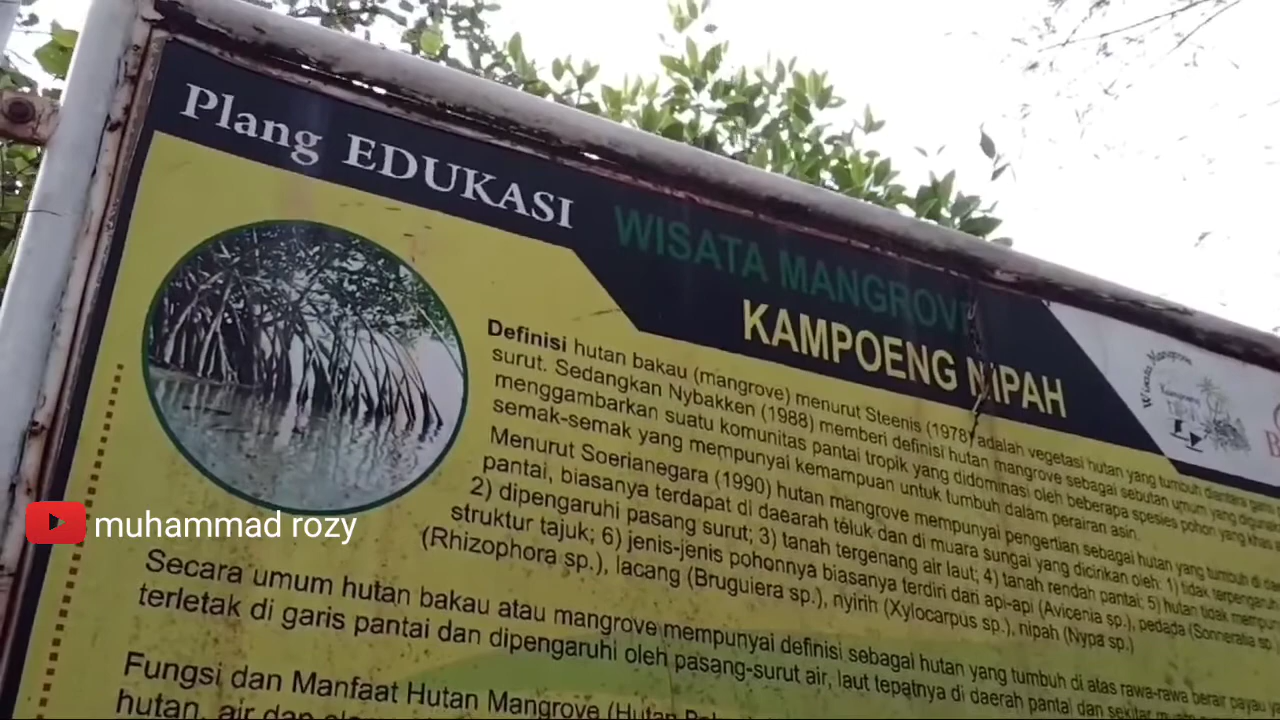 Plang EDUKASI
WISATA MANGROVE
KAMPOENG NIPAH
Wisata Mangrove
Kampoeng
Definisi hutan bakau (mangrove) menurut Steenis (1978) adalah vegetasi hutan yang tumbuh diantara garis
surut. Sedangkan Nybakken (1988) memberi definisi hutan mangrove sebagai sebutan umum yang
menggambarkan suatu komunitas pantai tropik yang didominasi oleh beberapa spesies pohon yang khas
semak-semak yang mempunyai kemampuan untuk tumbuh dalam perairan asin.
Menurut Soerianegara (1990) hutan mangrove mempunyai pengertian sebagai hutan yang tumbuh di
pantai, biasanya terdapat di daearah teluk dan di muara sungai yang dicirikan oleh: 1) tidak
2) dipengaruhi pasang surut; 3) tanah tergenang air laut; 4) tanah rendah pantai; 5) hutan tidak
struktur tajuk; 6) jenis-jenis pohonnya biasanya terdiri dari api-api (Avicenia sp.), pedada (Sonneratia sp.
(Rhizophora sp.), lacang (Bruguiera sp.), nyirih (Xylocarpus sp.), nipah (Nypa sp.)
Secara umum hutan bakau atau mangrove mempunyai definisi sebagai hutan yang tumbuh di atas rawa-rawa berair payau
terletak di garis pantai dan dipengaruhi oleh pasang-surut air, laut tepatnya di daerah pantai dan sekitar
Fungsi dan Manfaat Hutan Mangrove (Hutan
hutan, air dan
muhammad rozy